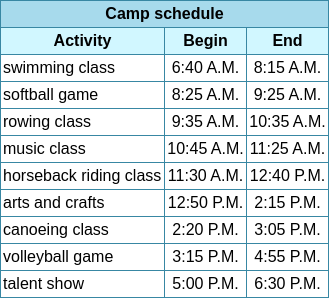 Camp schedule
Activity Begin End
swimming class 6:40 A.M. 8:15 A.M.
softball game 8:25 A.M. 9:25 A.M.
rowing class 9:35 A.M. 10:35 A.M.
music class 10:45 A.M. 11:25 A.M.
horseback riding class 11:30 A.M. 12:40 P.M.
arts and crafts 12:50 P.M. 2:15 P.M.
canoeing class 2:20 P.M. 3:05 P.M.
volleyball game 3:15 P.M. 4:55 P.M.
talent show 5:00 P.M. 6:30 P.M.